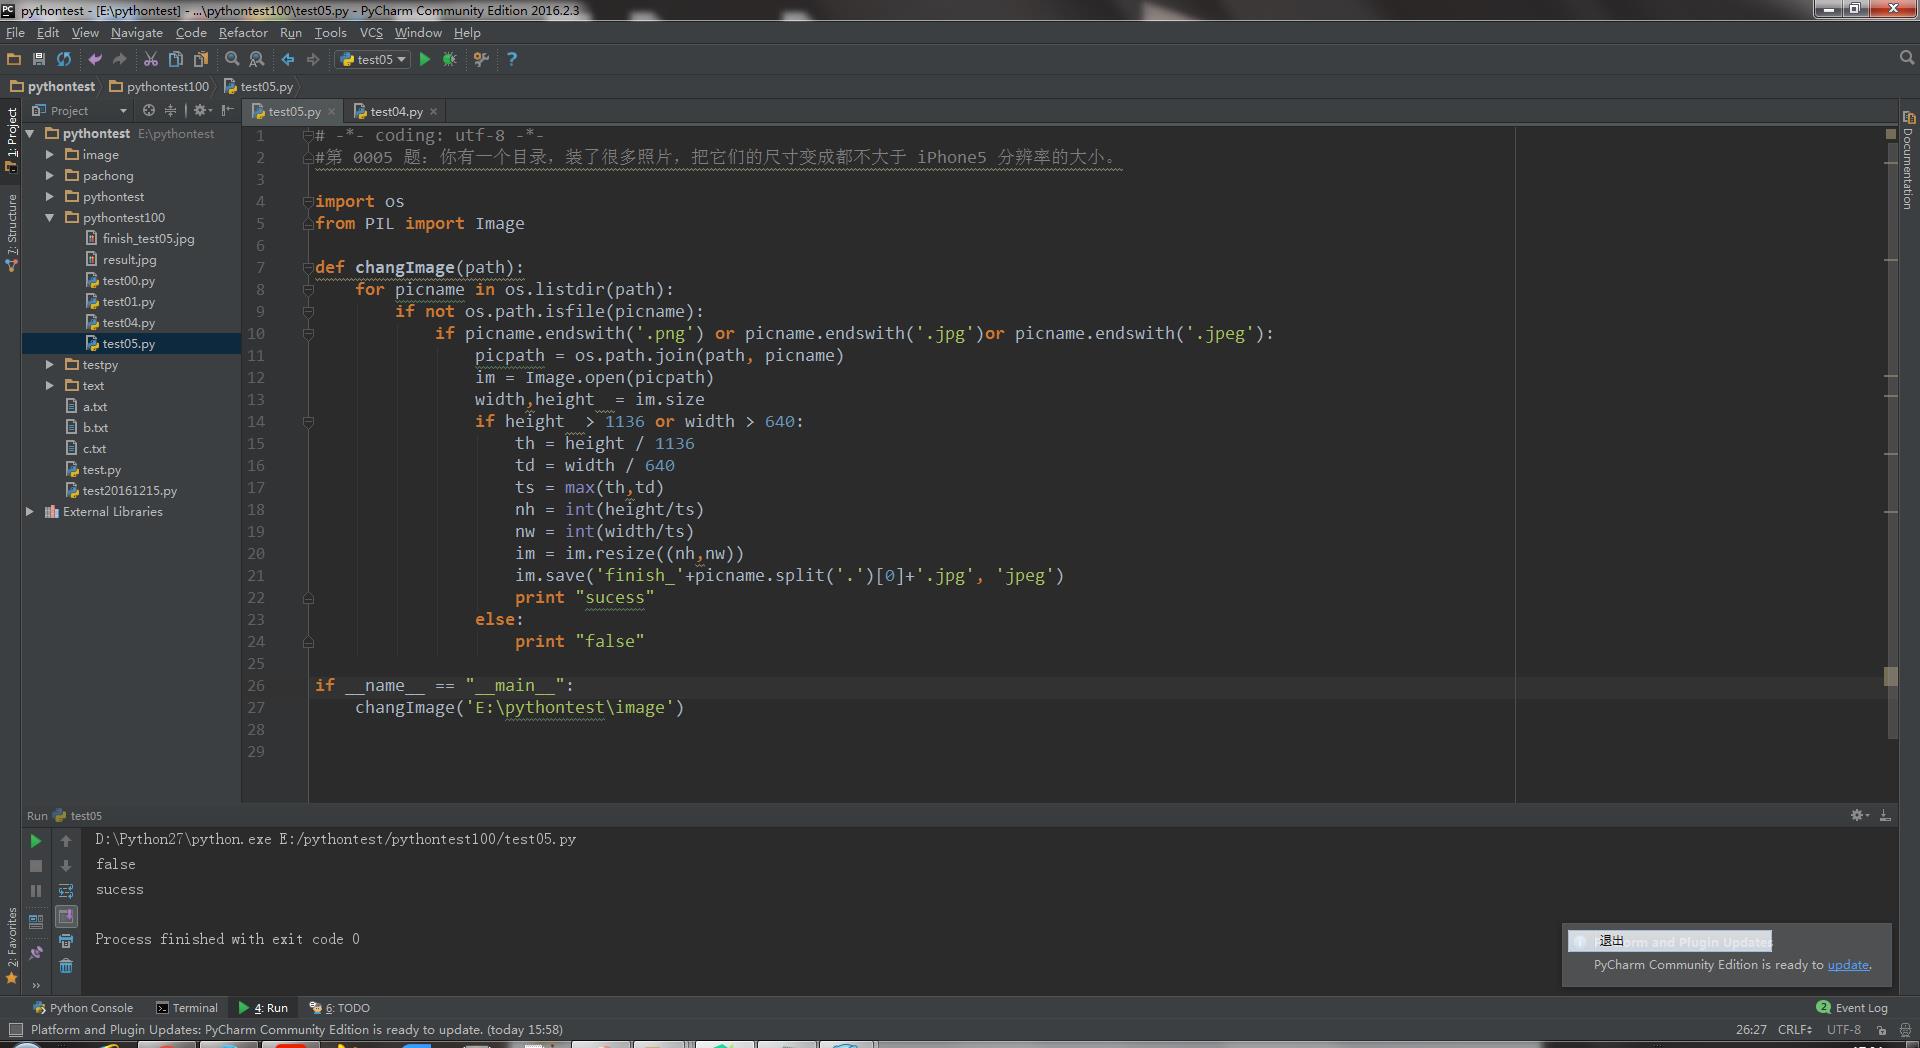 pythontest - [E:\pythontest] - ...\pythontest100\test05.py - PyCharm Community Edition 2016.2.3
File Edit View Navigate Code Refactor Run Tools VCS Window Help
test05
pythontest pythontest100 test05.py
Project
test05.py test04.py
1: Project
7: Structure
2: Favorites
Documentation
pythontest E:\pythontest
image
pachong
pythontest
pythontest100
finish_test05.jpg
result.jpg
test00.py
test01.py
test04.py
test05.py
testpy
text
a.txt
b.txt
c.txt
test.py
test20161215.py
External Libraries
1 # -*- coding: utf-8 -*-
2 #第 0005 题：你有一个目录，装了很多照片，把它们的尺寸变成都不大于 iPhone5 分辨率的大小。
3
4 import os
5 from PIL import Image
6
7 def changImage(path):
8 for picname in os.listdir(path):
9 if not os.path.isfile(picname):
10 if picname.endswith('.png') or picname.endswith('.jpg')or picname.endswith('.jpeg'):
11 picpath = os.path.join(path, picname)
12 im = Image.open(picpath)
13 width,height  = im.size
14 if height  > 1136 or width > 640:
15 th = height / 1136
16 td = width / 640
17 ts = max(th,td)
18 nh = int(height/ts)
19 nw = int(width/ts)
20 im = im.resize((nh,nw))
21 im.save('finish_'+picname.split('.')[0]+'.jpg', 'jpeg')
22 print "sucess"
23 else:
24 print "false"
25
26 if __name__ == "__main__":
27 changImage('E:\pythontest\image')
28
29
Run test05
D:\Python27\python.exe E:/pythontest/pythontest100/test05.py
false
sucess
Process finished with exit code 0
退出 orm and Plugin Updates
PyCharm Community Edition is ready to update.
Python Console Terminal 4: Run 6: TODO 2 Event Log
Platform and Plugin Updates: PyCharm Community Edition is ready to update. (today 15:58) 26:27 CRLF UTF-8